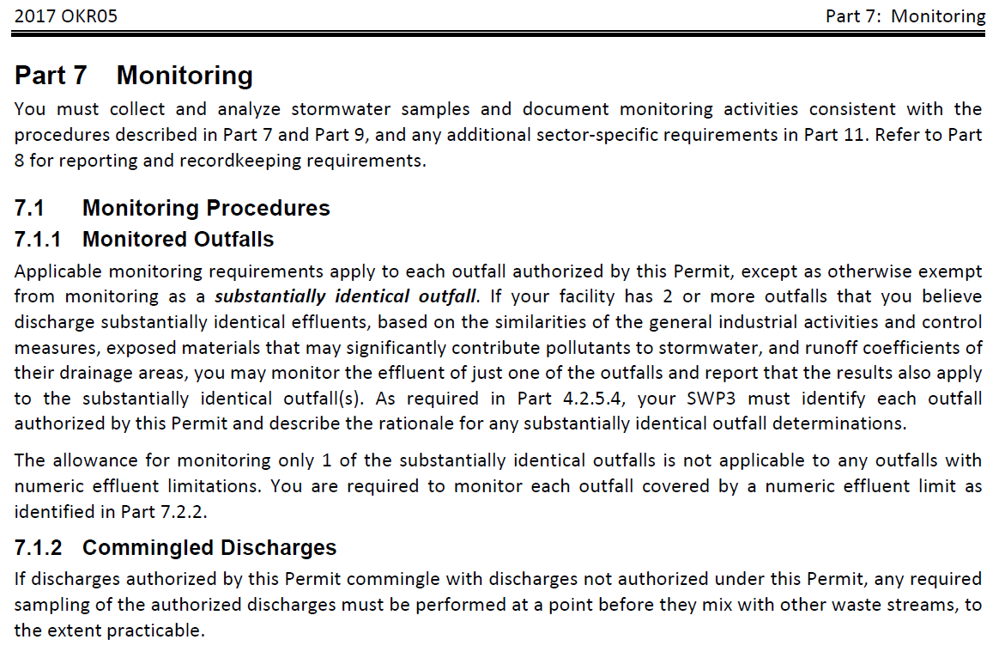 2017 OKR05 Part 7: Monitoring
Part 7 Monitoring
You must collect and analyze stormwater samples and document monitoring activities consistent with the
procedures described in Part 7 and Part 9, and any additional sector-specific requirements in Part 11. Refer to Part
8 for reporting and recordkeeping requirements.
7.1 Monitoring Procedures
7.1.1 Monitored Outfalls
Applicable monitoring requirements apply to each outfall authorized by this Permit, except as otherwise exempt
from monitoring as a substantially identical outfall. If your facility has 2 or more outfalls that you believe
discharge substantially identical effluents, based on the similarities of the general industrial activities and control
measures, exposed materials that may significantly contribute pollutants to stormwater, and runoff coefficients of
their drainage areas, you may monitor the effluent of just one of the outfalls and report that the results also apply
to the substantially identical outfall(s). As required in Part 4.2.5.4, your SWP3 must identify each outfall
authorized by this Permit and describe the rationale for any substantially identical outfall determinations.
The allowance for monitoring only 1 of the substantially identical outfalls is not applicable to any outfalls with
numeric effluent limitations. You are required to monitor each outfall covered by a numeric effluent limit as
identified in Part 7.2.2.
7.1.2 Commingled Discharges
If discharges authorized by this Permit commingle with discharges not authorized under this Permit, any required
sampling of the authorized discharges must be performed at a point before they mix with other waste streams, to
the extent practicable.